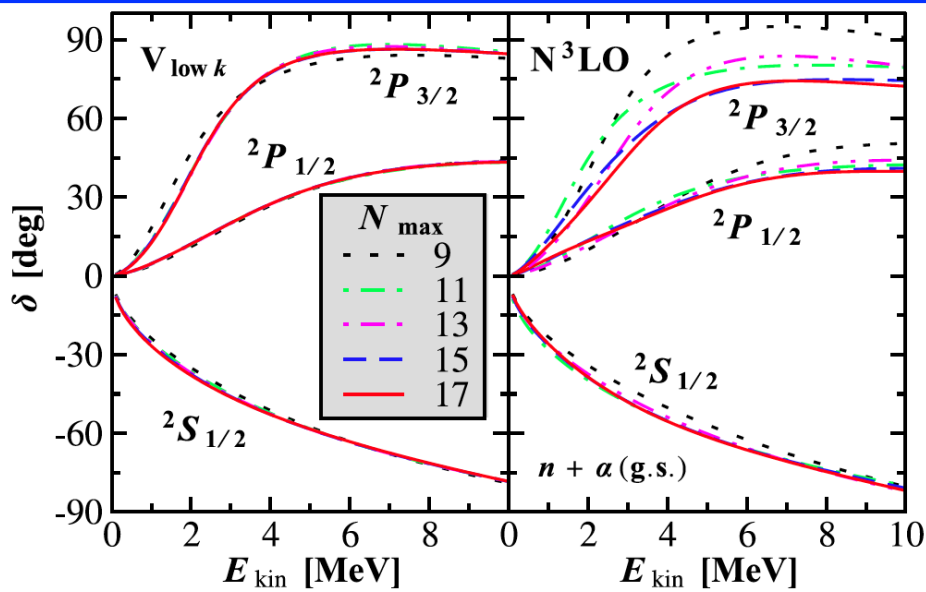 V low k
N³LO
²P 3/2
²P 1/2
²S 1/2
²P 3/2
²P 1/2
²S 1/2
n + α (g.s.)
N max
9
11
13
15
17
δ [deg]
90
60
30
0
-30
-60
-90
0 2 4 6 8 0 2 4 6 8 10
E kin [MeV]
E kin [MeV]